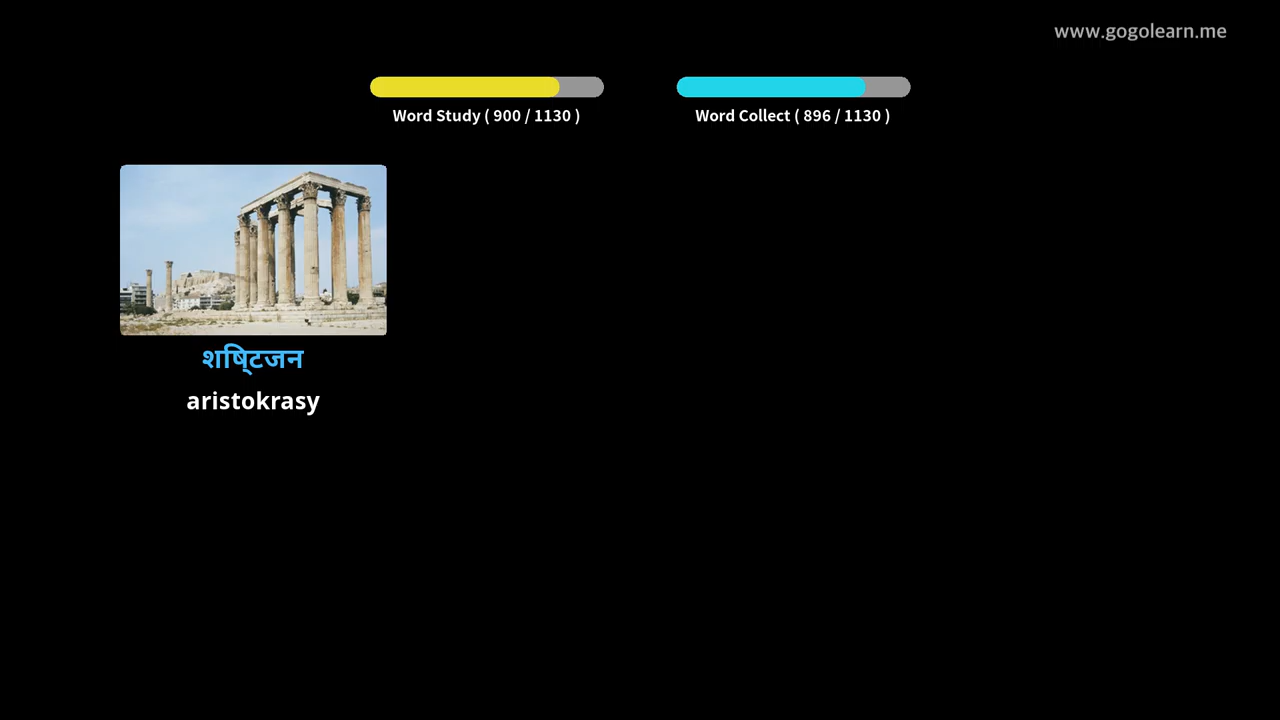 www.gogolearn.me
Word Study ( 900 / 1130 )
Word Collect ( 896 / 1130 )
शष्टिजन
aristokrasy